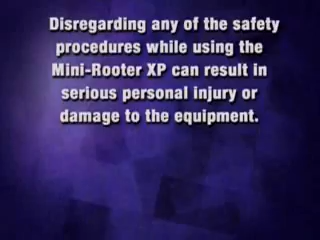 Disregarding any of the safety
procedures while using the
Mini-Rooter XP can result in
serious personal injury or
damage to the equipment.